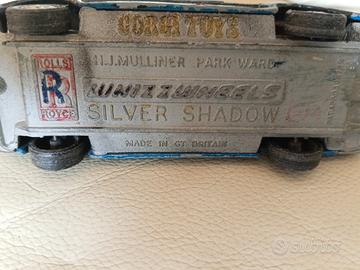 CORGI TOYS
ROLLS
R
ROYCE
H.J. MULLINER PARK WARD
WHIZZWHEELS
SILVER SHADOW
MADE IN GT BRITAIN
SUBITO